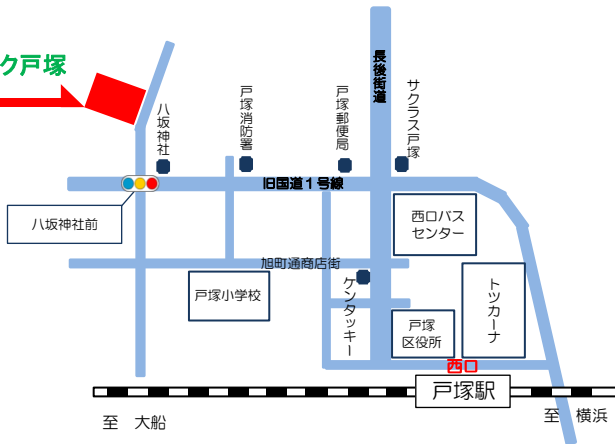 ク戸塚
八坂神社
戸塚消防署
戸塚郵便局
長後街道
サクラス戸塚
旧国道1号線
八坂神社前
西口バス
センター
旭町通商店街
戸塚小学校
ケンタッキー
戸塚
区役所
トツカーナ
西口
戸塚駅
至 大船
至 横浜